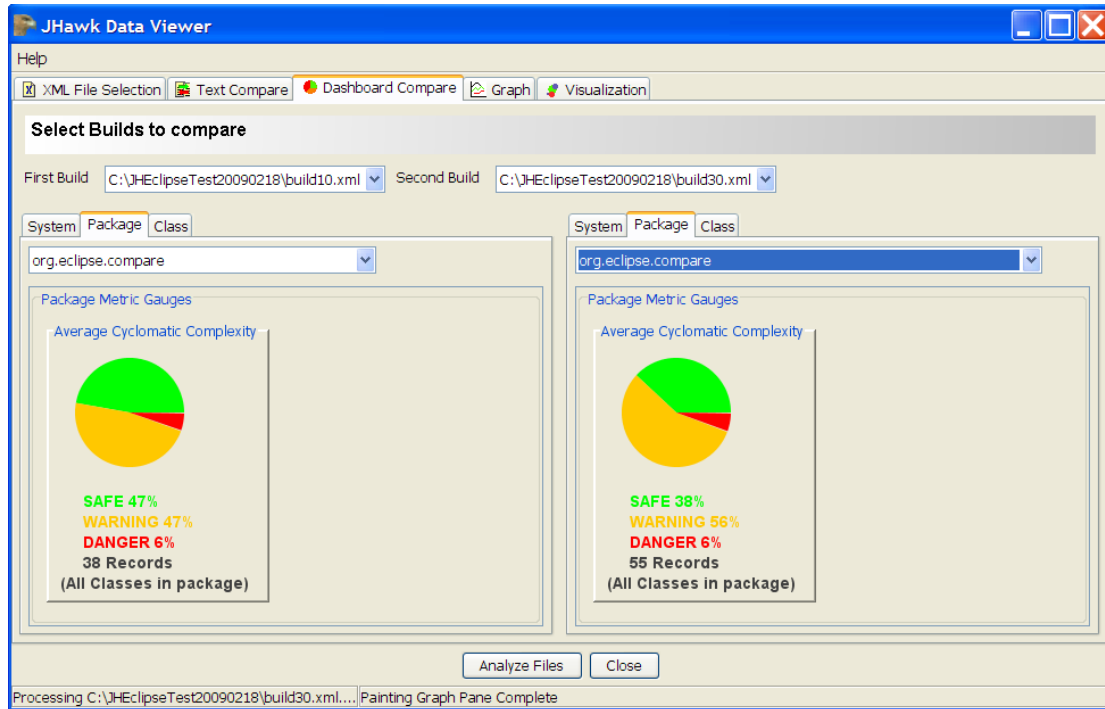 JHawk Data Viewer
Help
XML File Selection Text Compare Dashboard Compare Graph Visualization
Select Builds to compare
First Build C:\JHEclipseTest20090218\build10.xml Second Build C:\JHEclipseTest20090218\build30.xml
System Package Class System Package Class
org.eclipse.compare org.eclipse.compare
Package Metric Gauges Package Metric Gauges
Average Cyclomatic Complexity Average Cyclomatic Complexity
SAFE 47% SAFE 38%
WARNING 47% WARNING 56%
DANGER 6% DANGER 6%
38 Records 55 Records
(All Classes in package) (All Classes in package)
Analyze Files Close
Processing C:\JHEclipseTest20090218\build30.xml.... Painting Graph Pane Complete